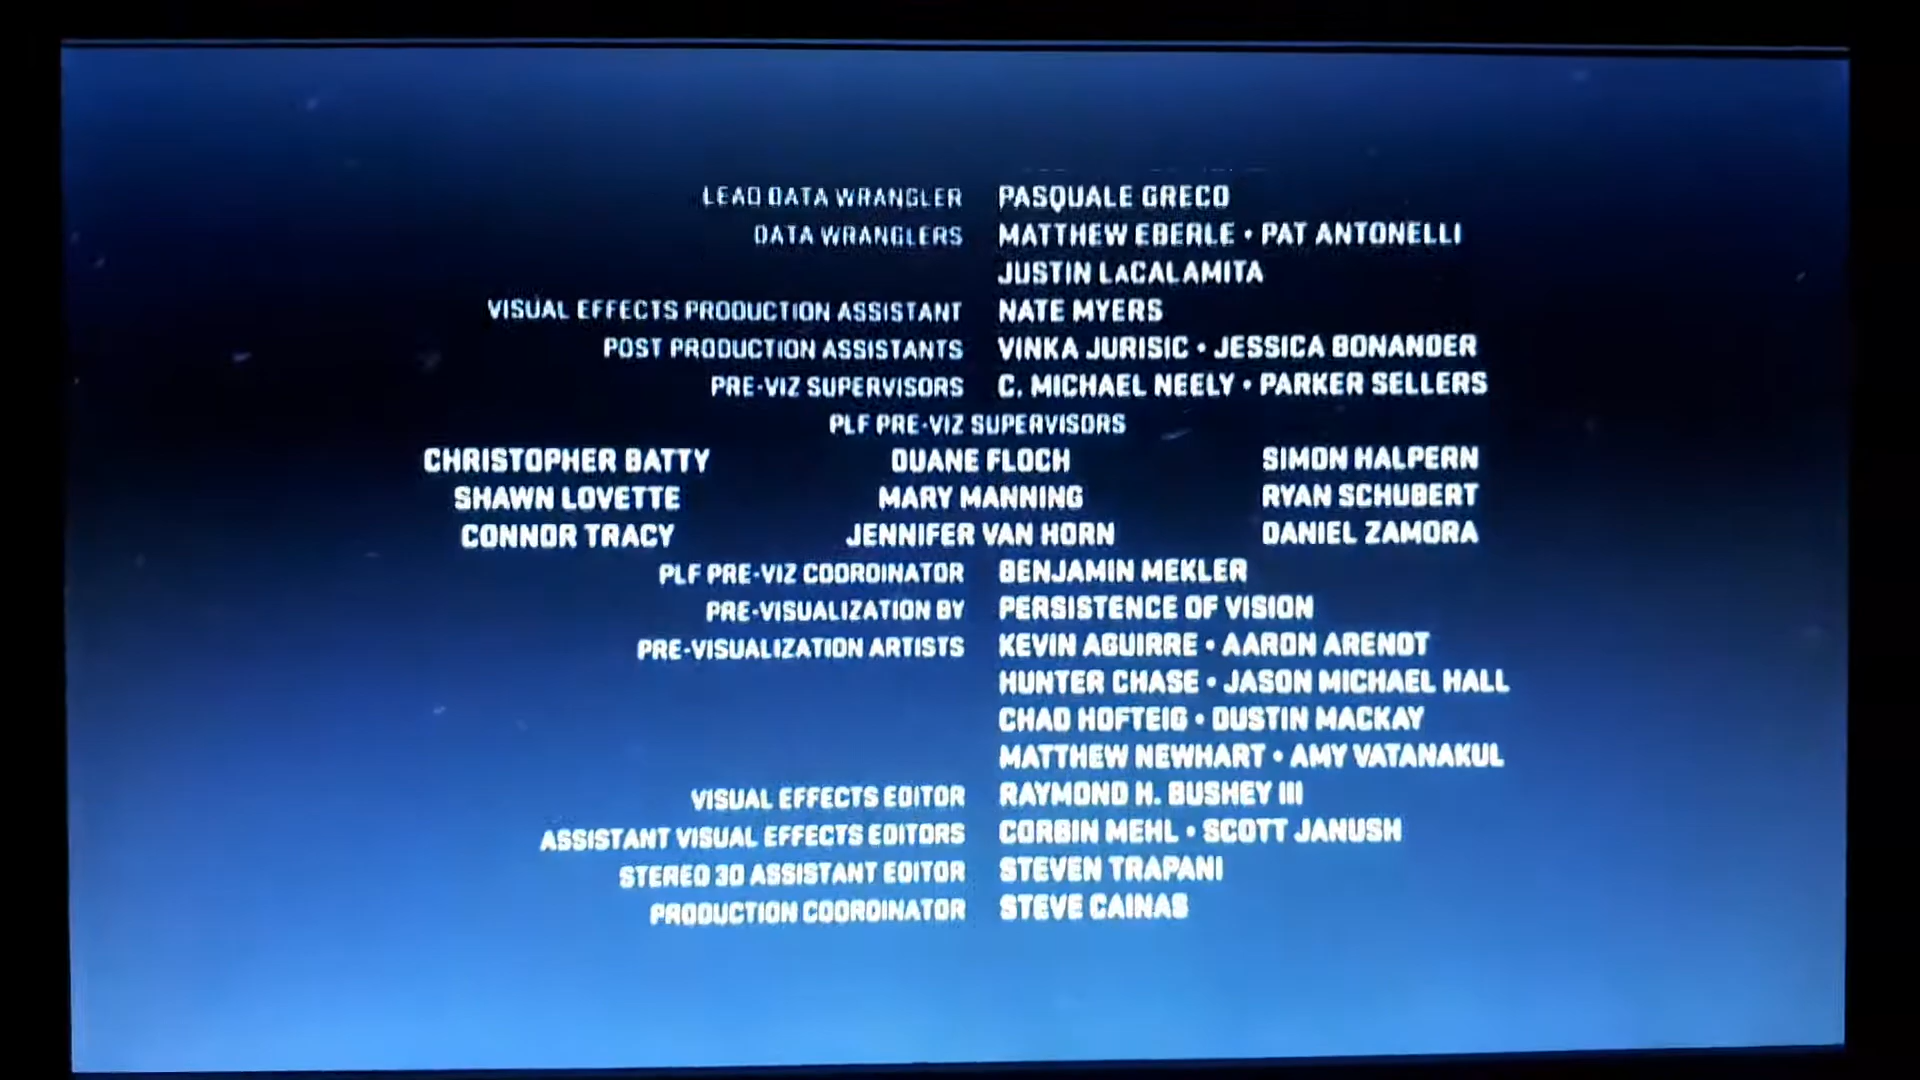 LEAD DATA WRANGLER PASQUALE GRECO
DATA WRANGLERS MATTHEW EBERLE • PAT ANTONELLI
JUSTIN LaCALAMITA
VISUAL EFFECTS PRODUCTION ASSISTANT NATE MYERS
POST PRODUCTION ASSISTANTS VINKA JURISIC • JESSICA BONANDER
PRE-VIZ SUPERVISORS C. MICHAEL NEELY • PARKER SELLERS
PLF PRE-VIZ SUPERVISORS
CHRISTOPHER BATTY DUANE FLOCH SIMON HALPERN
SHAWN LOVETTE MARY MANNING RYAN SCHUBERT
CONNOR TRACY JENNIFER VAN HORN DANIEL ZAMORA
PLF PRE-VIZ COORDINATOR BENJAMIN MEKLER
PRE-VISUALIZATION BY PERSISTENCE OF VISION
PRE-VISUALIZATION ARTISTS KEVIN AGUIRRE • AARON ARENDT
HUNTER CHASE • JASON MICHAEL HALL
CHAD HOFTEIG • DUSTIN MACKAY
MATTHEW NEWHART • AMY VATANAKUL
VISUAL EFFECTS EDITOR RAYMOND H. BUSHEY III
ASSISTANT VISUAL EFFECTS EDITORS CORBIN MEHL • SCOTT JANUSH
STEREO 3D ASSISTANT EDITOR STEVEN TRAPANI
PRODUCTION COORDINATOR STEVE CAINAS